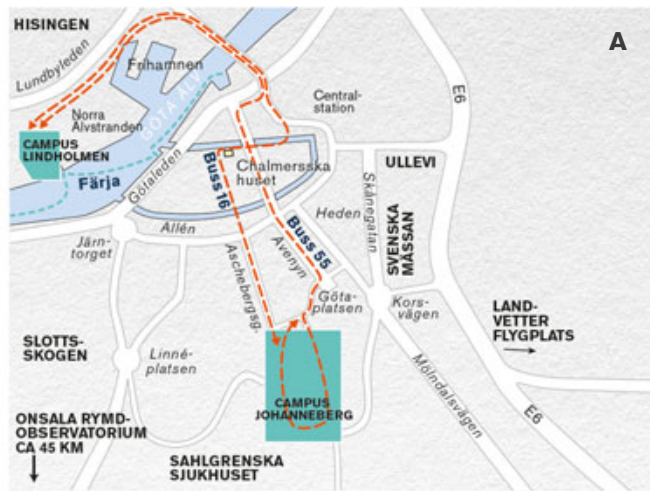 HISINGEN
A
Lundbyleden
Frihamnen
E6
GÖTA ÄLV
Central-
station
Norra
Älvstranden
CAMPUS
LINDHOLMEN
Götaleden
Färja
Buss 16
Chalmersska
huset
ULLEVI
Skånegatan
Heden
SVENSKA
MÄSSAN
Allén
Buss 55
Avenyn
Järn-
torget
Aschebergsg.
Göta-
platsen
Kors-
vägen
LAND-
VETTER
FLYGPLATS
SLOTTS-
SKOGEN
Linné-
platsen
Mölndalsvägen
CAMPUS
JOHANNEBERG
E6
ONSALA RYMD-
OBSERVATORIUM
CA 45 KM
SAHLGRENSKA
SJUKHUSET